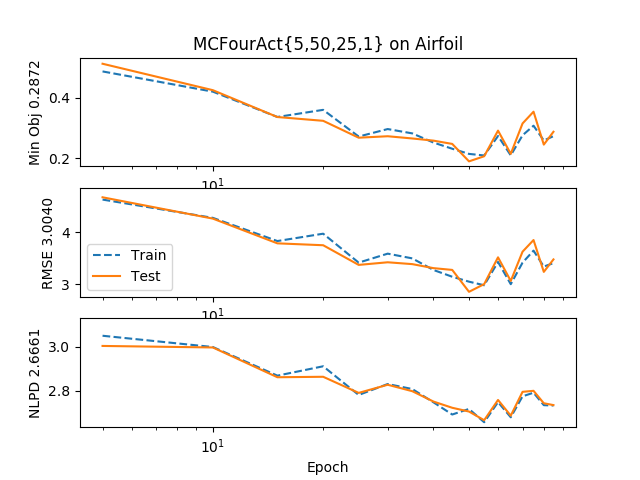 MCFourAct{5,50,25,1} on Airfoil
Min Obj 0.2872
0.4
0.2
10¹
RMSE 3.0040
4
3
Train
Test
10¹
NLPD 2.6661
3.0
2.8
10¹
Epoch